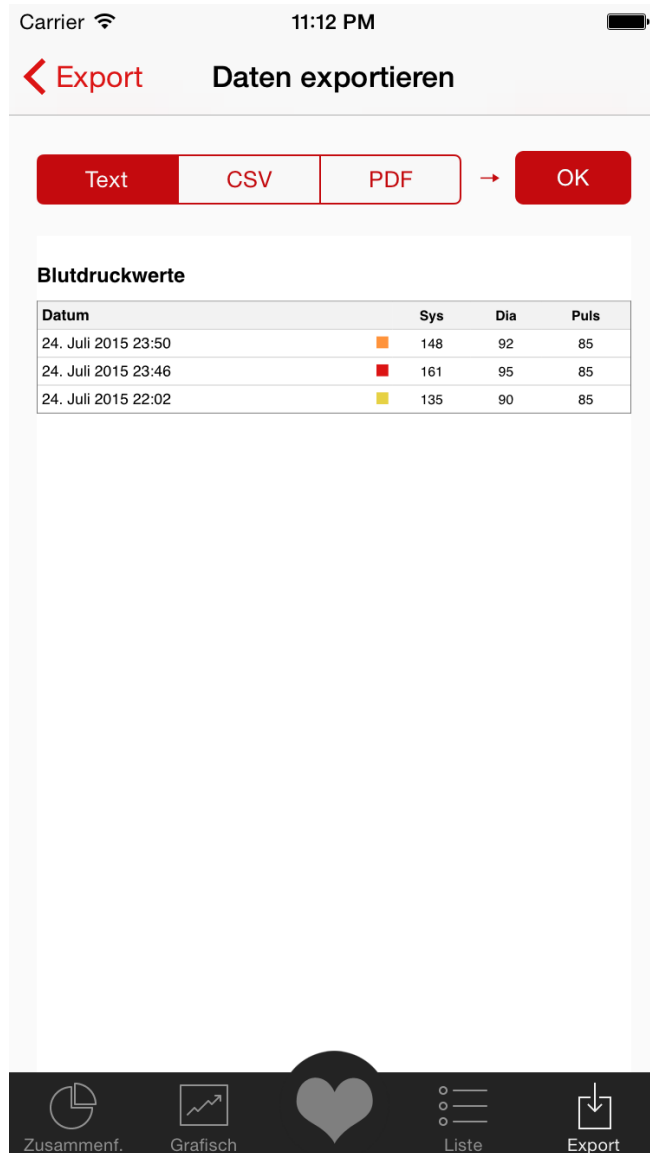 Carrier 11:12 PM
Export Daten exportieren
Text CSV PDF → OK
Blutdruckwerte
Datum Sys Dia Puls
24. Juli 2015 23:50 148 92 85
24. Juli 2015 23:46 161 95 85
24. Juli 2015 22:02 135 90 85
Zusammenf. Grafisch Liste Export